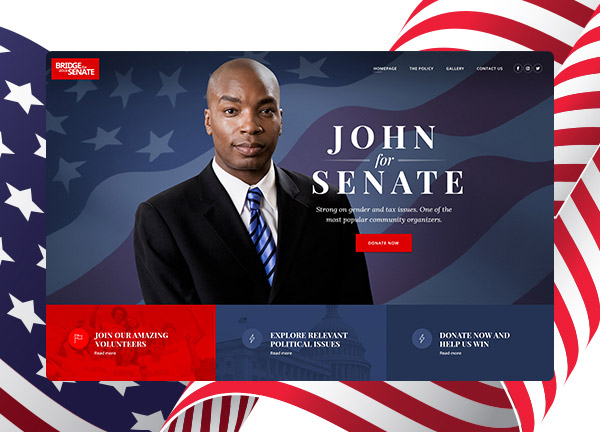 BRIDGE for
your SENATE
HOMEPAGE THE POLICY GALLERY CONTACT US
JOHN
for
SENATE
Strong on gender and tax issues. One of the
most popular community organizers.
DONATE NOW
JOIN OUR AMAZING
VOLUNTEERS
Read more
EXPLORE RELEVANT
POLITICAL ISSUES
Read more
DONATE NOW AND
HELP US WIN
Read more